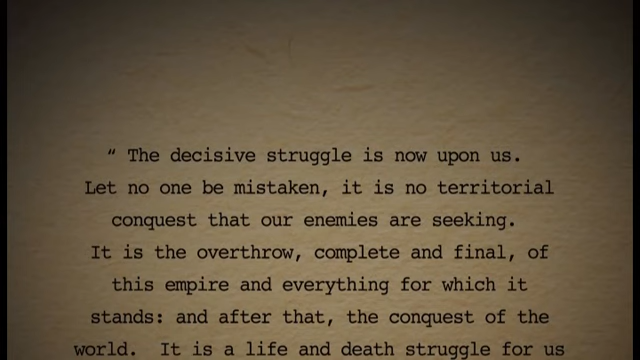 “ The decisive struggle is now upon us.
Let no one be mistaken, it is no territorial
conquest that our enemies are seeking.
It is the overthrow, complete and final, of
this empire and everything for which it
stands: and after that, the conquest of the
world. It is a life and death struggle for us